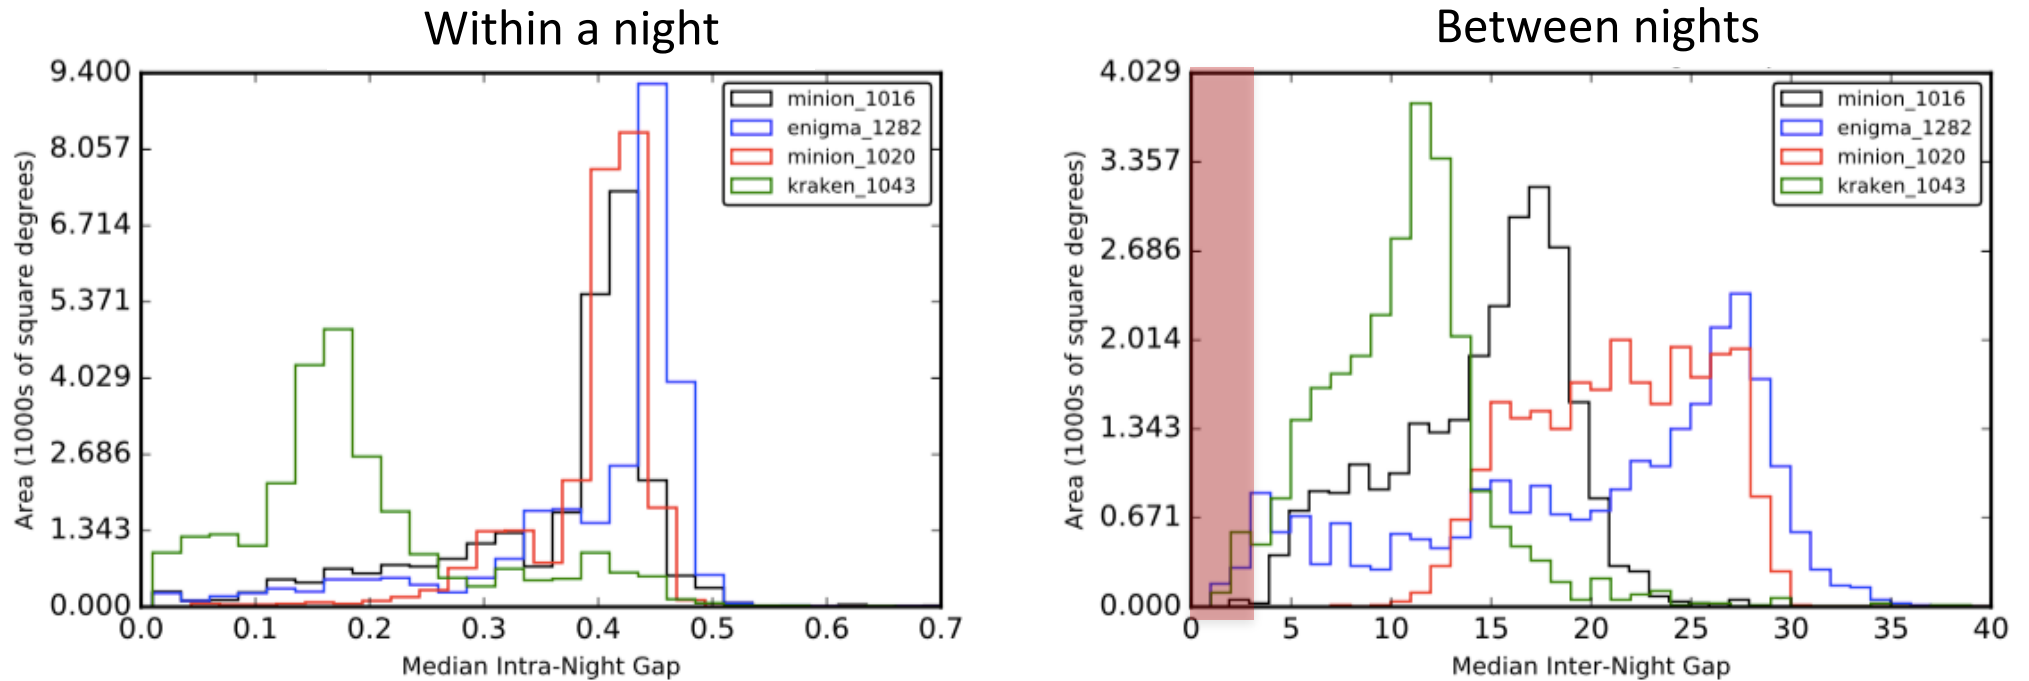 Within a night
9.400
8.057
6.714
5.371
4.029
2.686
1.343
0.000
Area (1000s of square degrees)
minion_1016
enigma_1282
minion_1020
kraken_1043
0.0 0.1 0.2 0.3 0.4 0.5 0.6 0.7
Median Intra-Night Gap
Between nights
4.029
3.357
2.686
2.014
1.343
0.671
0.000
Area (1000s of square degrees)
minion_1016
enigma_1282
minion_1020
kraken_1043
0 5 10 15 20 25 30 35 40
Median Inter-Night Gap